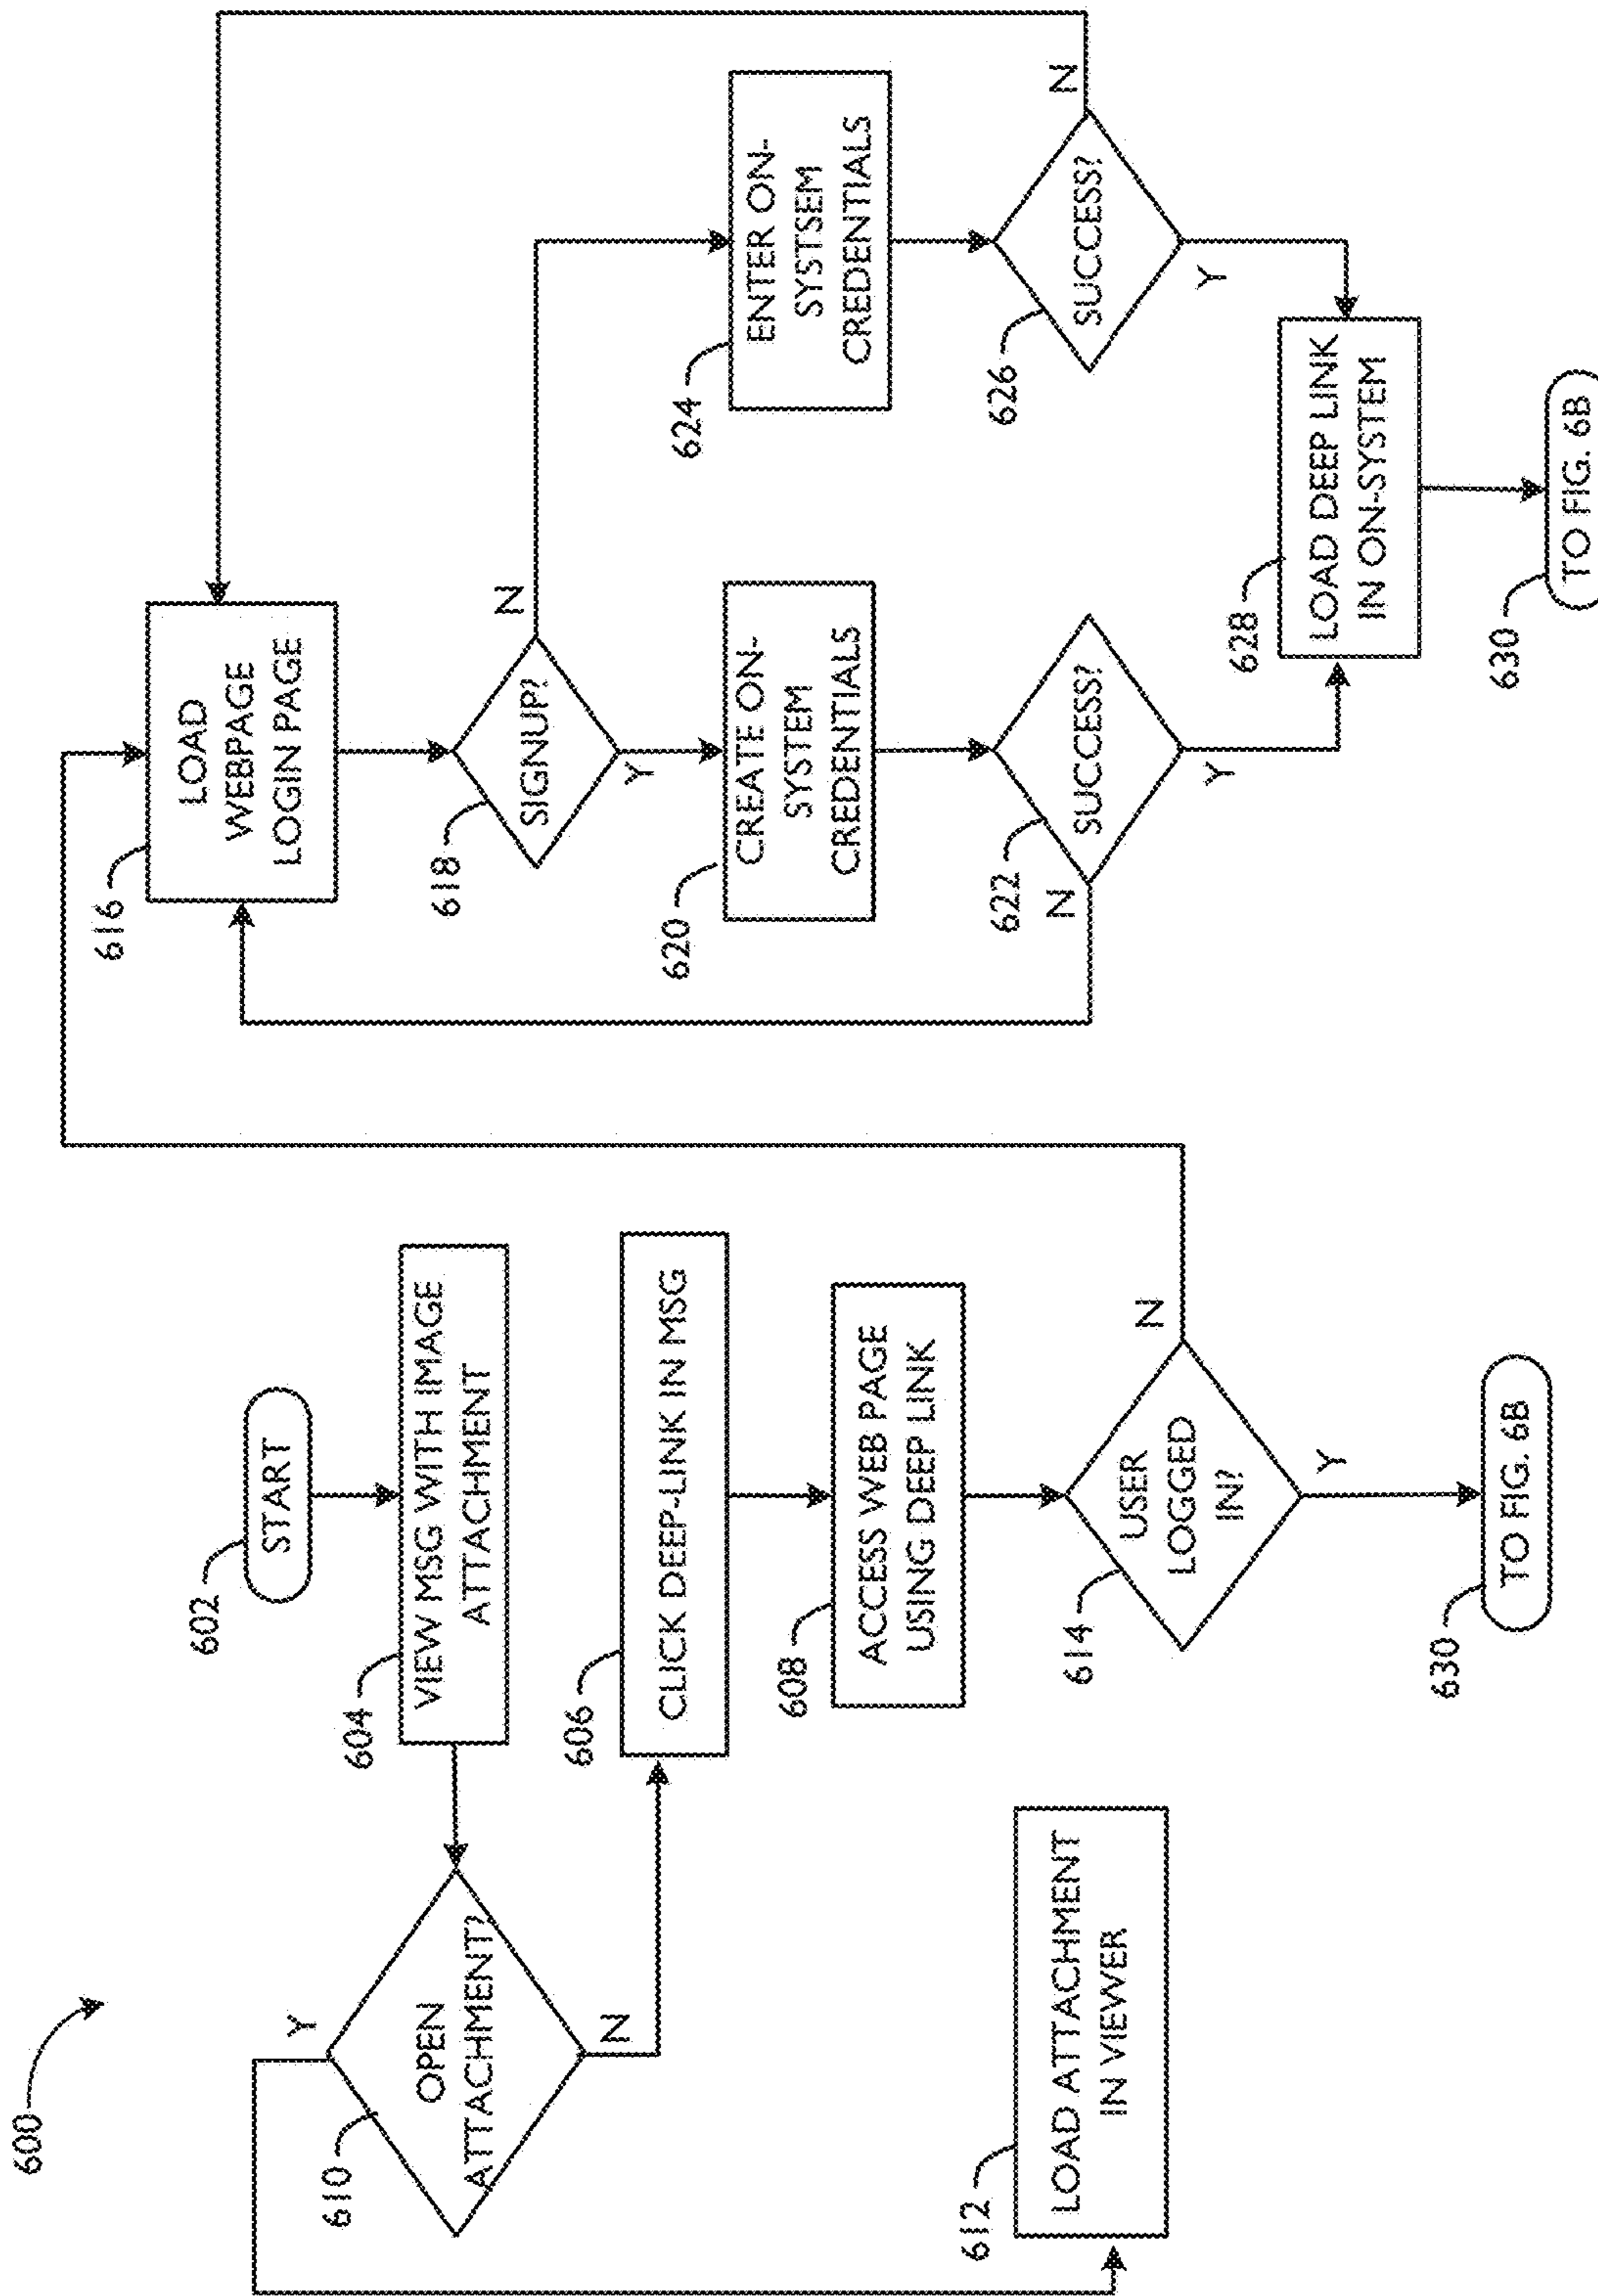 600
602
START
604
VIEW MSG WITH IMAGE
ATTACHMENT
610
OPEN
ATTACHMENT?
Y
N
606
CLICK DEEP-LINK IN MSG
608
ACCESS WEB PAGE
USING DEEP LINK
612
LOAD ATTACHMENT
IN VIEWER
614
USER
LOGGED
IN?
N
Y
630
TO FIG. 6B
616
LOAD
WEBPAGE
LOGIN PAGE
618
SIGNUP?
N
Y
620
CREATE ON-
SYSTEM
CREDENTIALS
622
SUCCESS?
N
Y
624
ENTER ON-
SYSTSEM
CREDENTIALS
626
SUCCESS?
N
Y
628
LOAD DEEP LINK
IN ON-SYSTEM
630
TO FIG. 6B